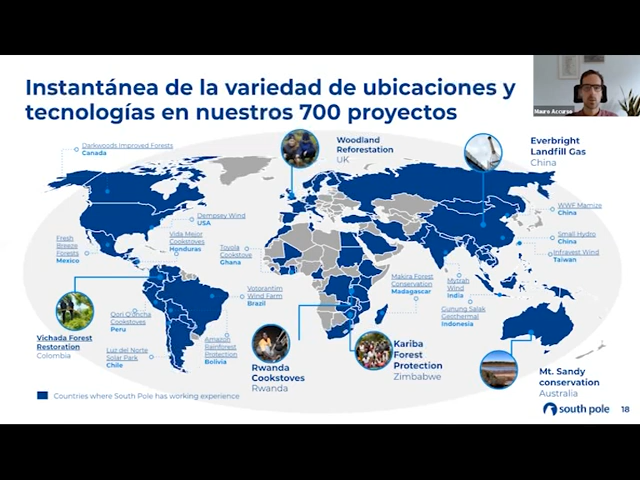 Instantánea de la variedad de ubicaciones y
tecnologías en nuestros 700 proyectos
Mauro Accurso
Darkwoods Improved Forests
Canada
Woodland
Reforestation
UK
Everbright
Landfill Gas
China
Dempsey Wind
USA
WWF Mamize
China
Fresh
Breeze
Forests
Mexico
Vida Mejor
Cookstoves
Honduras
Toyola
Cookstove
Ghana
Small Hydro
China
Infravest Wind
Taiwan
Makira Forest
Conservation
Madagascar
Mytrah
Wind
India
Votorantim
Wind Farm
Brazil
Gunung Salak
Geothermal
Indonesia
Qori Q'oncha
Cookstoves
Peru
Vichada Forest
Restoration
Colombia
Luz del Norte
Solar Park
Chile
Amazon
Rainforest
Protection
Bolivia
Rwanda
Cookstoves
Rwanda
Kariba
Forest
Protection
Zimbabwe
Mt. Sandy
conservation
Australia
Countries where South Pole has working experience
south pole
18